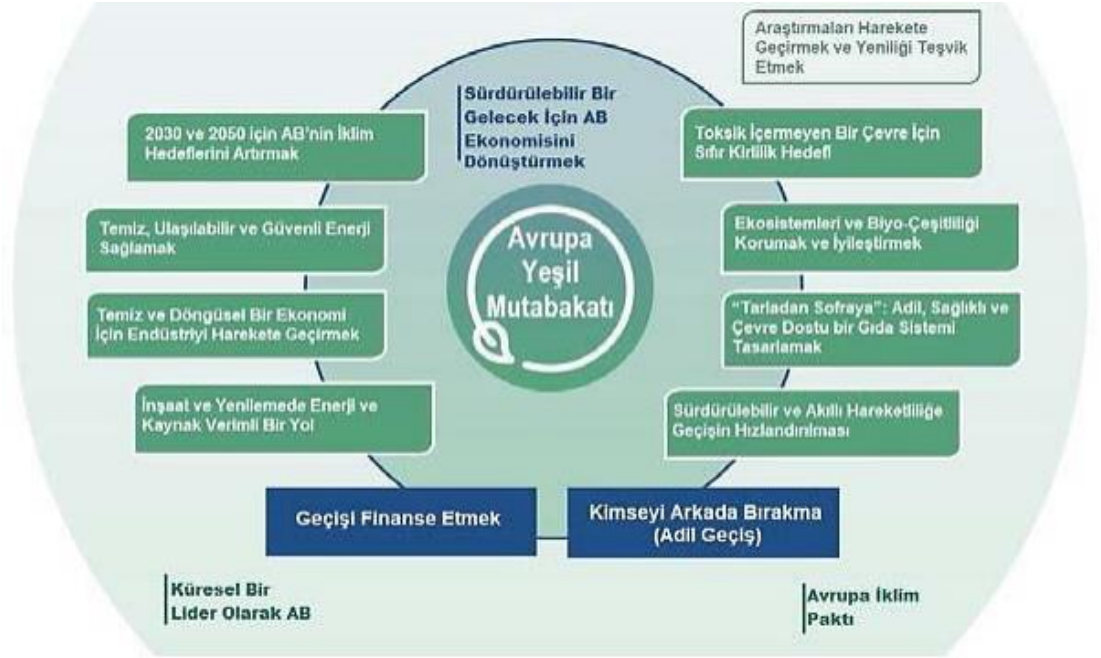 Araştırmaları Harekete
Geçirmek ve Yeniliği Teşvik
Etmek
Sürdürülebilir Bir
Gelecek İçin AB
Ekonomisini
Dönüştürmek
2030 ve 2050 için AB'nin İklim
Hedeflerini Artırmak
Toksik İçermeyen Bir Çevre İçin
Sıfır Kirlilik Hedefi
Temiz, Ulaşılabilir ve Güvenli Enerji
Sağlamak
Ekosistemleri ve Biyo-Çeşitliliği
Korumak ve İyileştirmek
Avrupa
Yeşil
Mutabakatı
Temiz ve Döngüsel Bir Ekonomi
İçin Endüstriyi Harekete Geçirmek
"Tarladan Sofraya": Adil, Sağlıklı ve
Çevre Dostu bir Gıda Sistemi
Tasarlamak
İnşaat ve Yenilemede Enerji ve
Kaynak Verimli Bir Yol
Sürdürülebilir ve Akıllı Hareketliliğe
Geçişin Hızlandırılması
Geçişi Finanse Etmek
Kimseyi Arkada Bırakma
(Adil Geçiş)
Küresel Bir
Lider Olarak AB
Avrupa İklim
Paktı